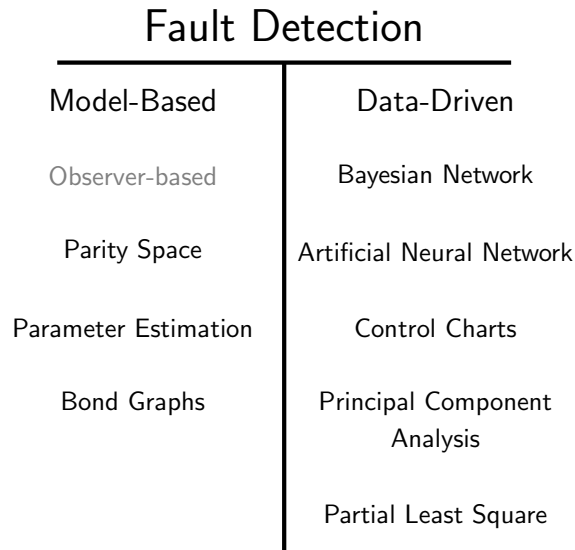 Fault Detection
Model-Based
Data-Driven
Observer-based
Bayesian Network
Parity Space
Artificial Neural Network
Parameter Estimation
Control Charts
Bond Graphs
Principal Component
Analysis
Partial Least Square